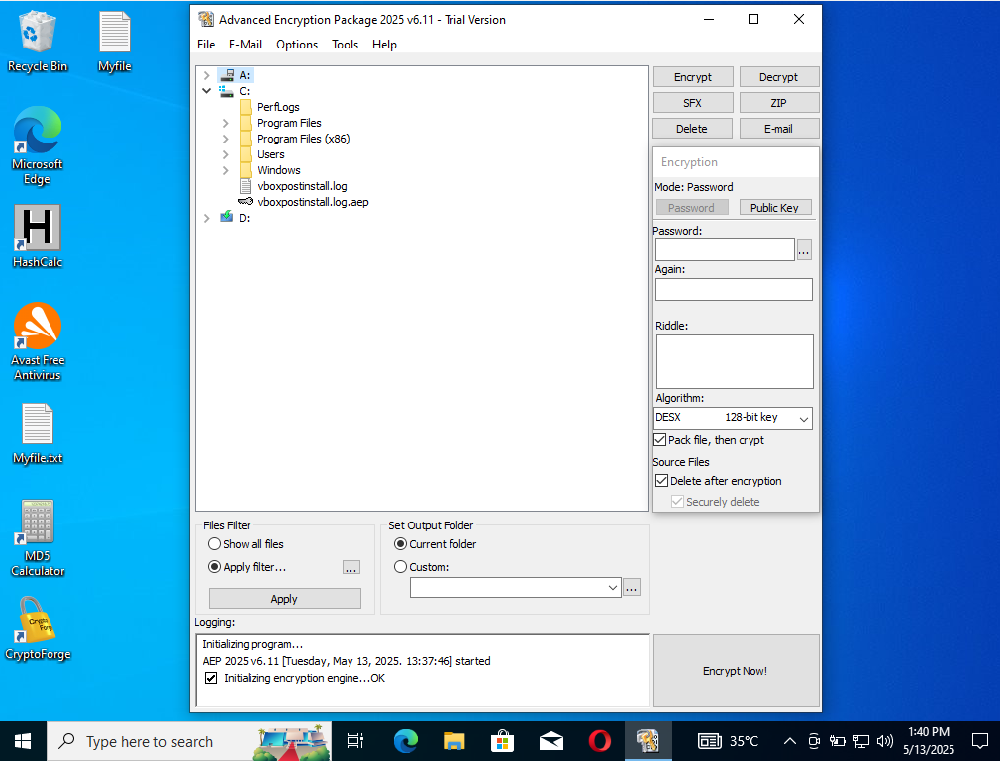 Recycle Bin
Myfile
Microsoft
Edge
HashCalc
Avast Free
Antivirus
Myfile.txt
MD5
Calculator
CryptoForge
Advanced Encryption Package 2025 v6.11 - Trial Version
File E-Mail Options Tools Help
A:
C:
PerfLogs
Program Files
Program Files (x86)
Users
Windows
vboxpostinstall.log
vboxpostinstall.log.aep
D:
Encrypt Decrypt
SFX ZIP
Delete E-mail
Encryption
Mode: Password
Password Public Key
Password:
...
Again:
Riddle:
Algorithm:
DESX 128-bit key
Pack file, then crypt
Source Files
Delete after encryption
Securely delete
Files Filter
Show all files
Apply filter... ...
Apply
Set Output Folder
Current folder
Custom:
...
Logging:
Initializing program...
AEP 2025 v6.11 [Tuesday, May 13, 2025. 13:37:46] started
Initializing encryption engine...OK
Encrypt Now!
Type here to search
35°C
1:40 PM
5/13/2025